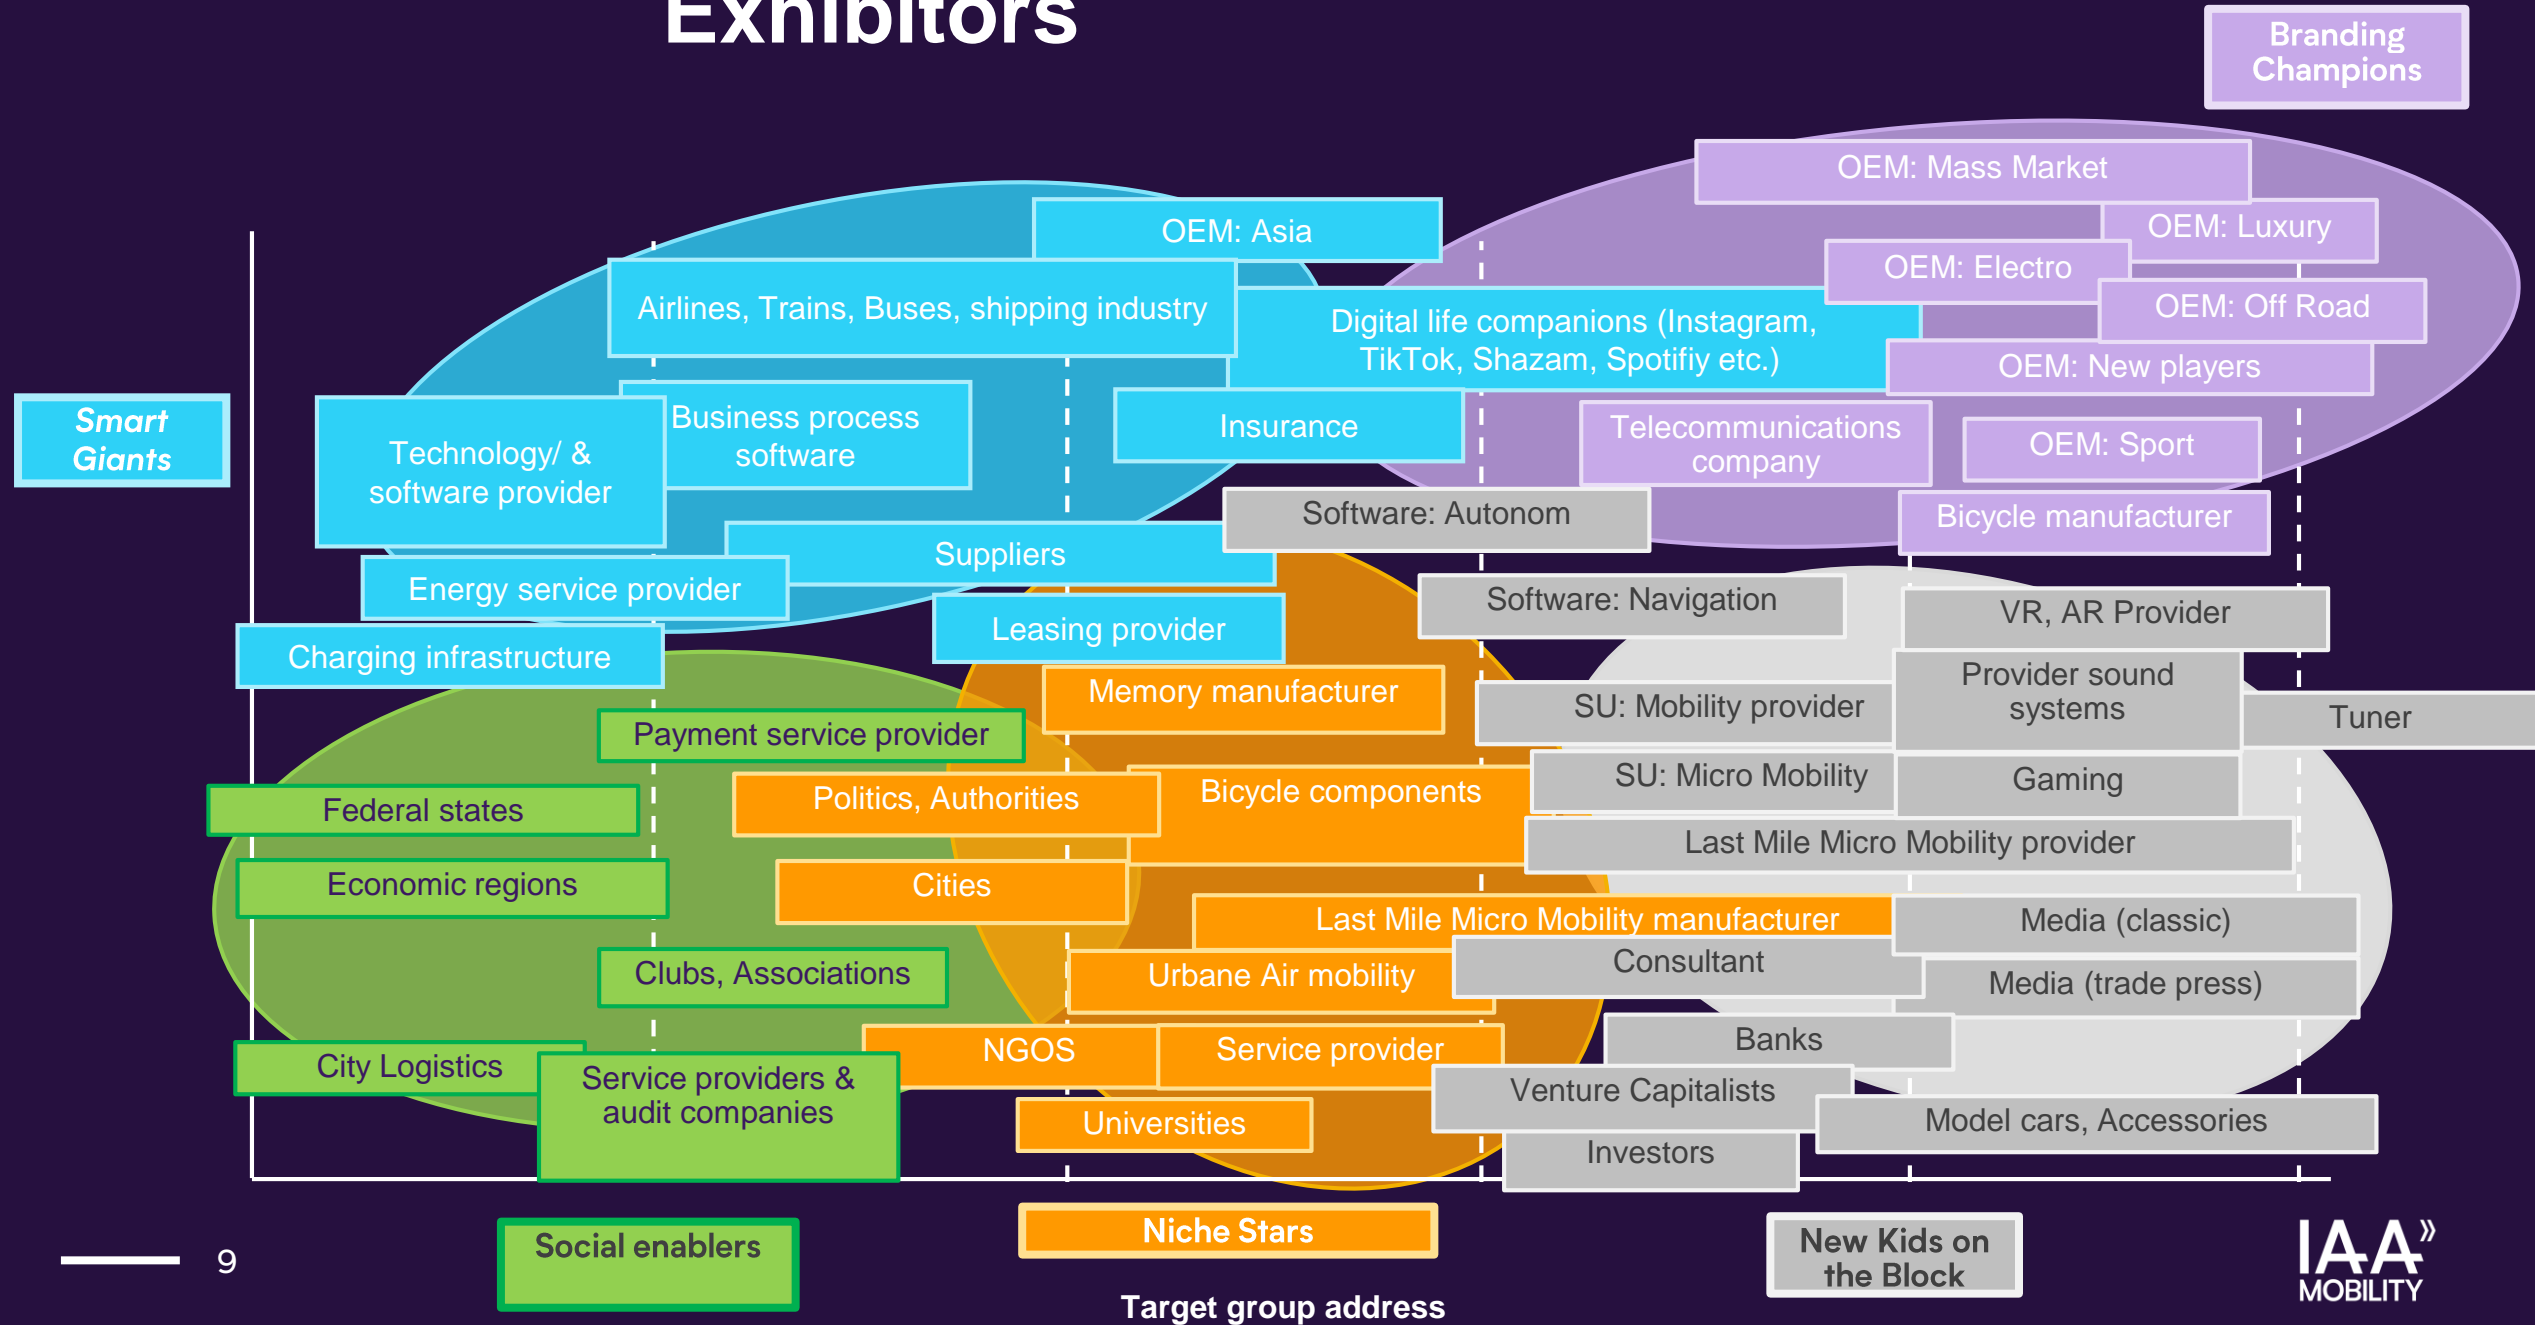 Exhibitors
Branding
Champions
OEM: Mass Market
OEM: Luxury
OEM: Asia
OEM: Electro
Airlines, Trains, Buses, shipping industry
OEM: Off Road
Digital life companions (Instagram,
TikTok, Shazam, Spotifiy etc.)
OEM: New players
Smart
Giants
Technology/ &
software provider
Business process
software
Insurance
Telecommunications
company
OEM: Sport
Software: Autonom
Bicycle manufacturer
Suppliers
Energy service provider
Software: Navigation
VR, AR Provider
Leasing provider
Charging infrastructure
Memory manufacturer
SU: Mobility provider
Provider sound
systems
Tuner
Payment service provider
SU: Micro Mobility
Gaming
Federal states
Politics, Authorities
Bicycle components
Last Mile Micro Mobility provider
Economic regions
Cities
Last Mile Micro Mobility manufacturer
Media (classic)
Clubs, Associations
Urbane Air mobility
Consultant
Media (trade press)
City Logistics
Service providers &
audit companies
NGOS
Service provider
Banks
Venture Capitalists
Universities
Model cars, Accessories
Investors
Social enablers
Niche Stars
New Kids on
the Block
9
Target group address
IAA
MOBILITY